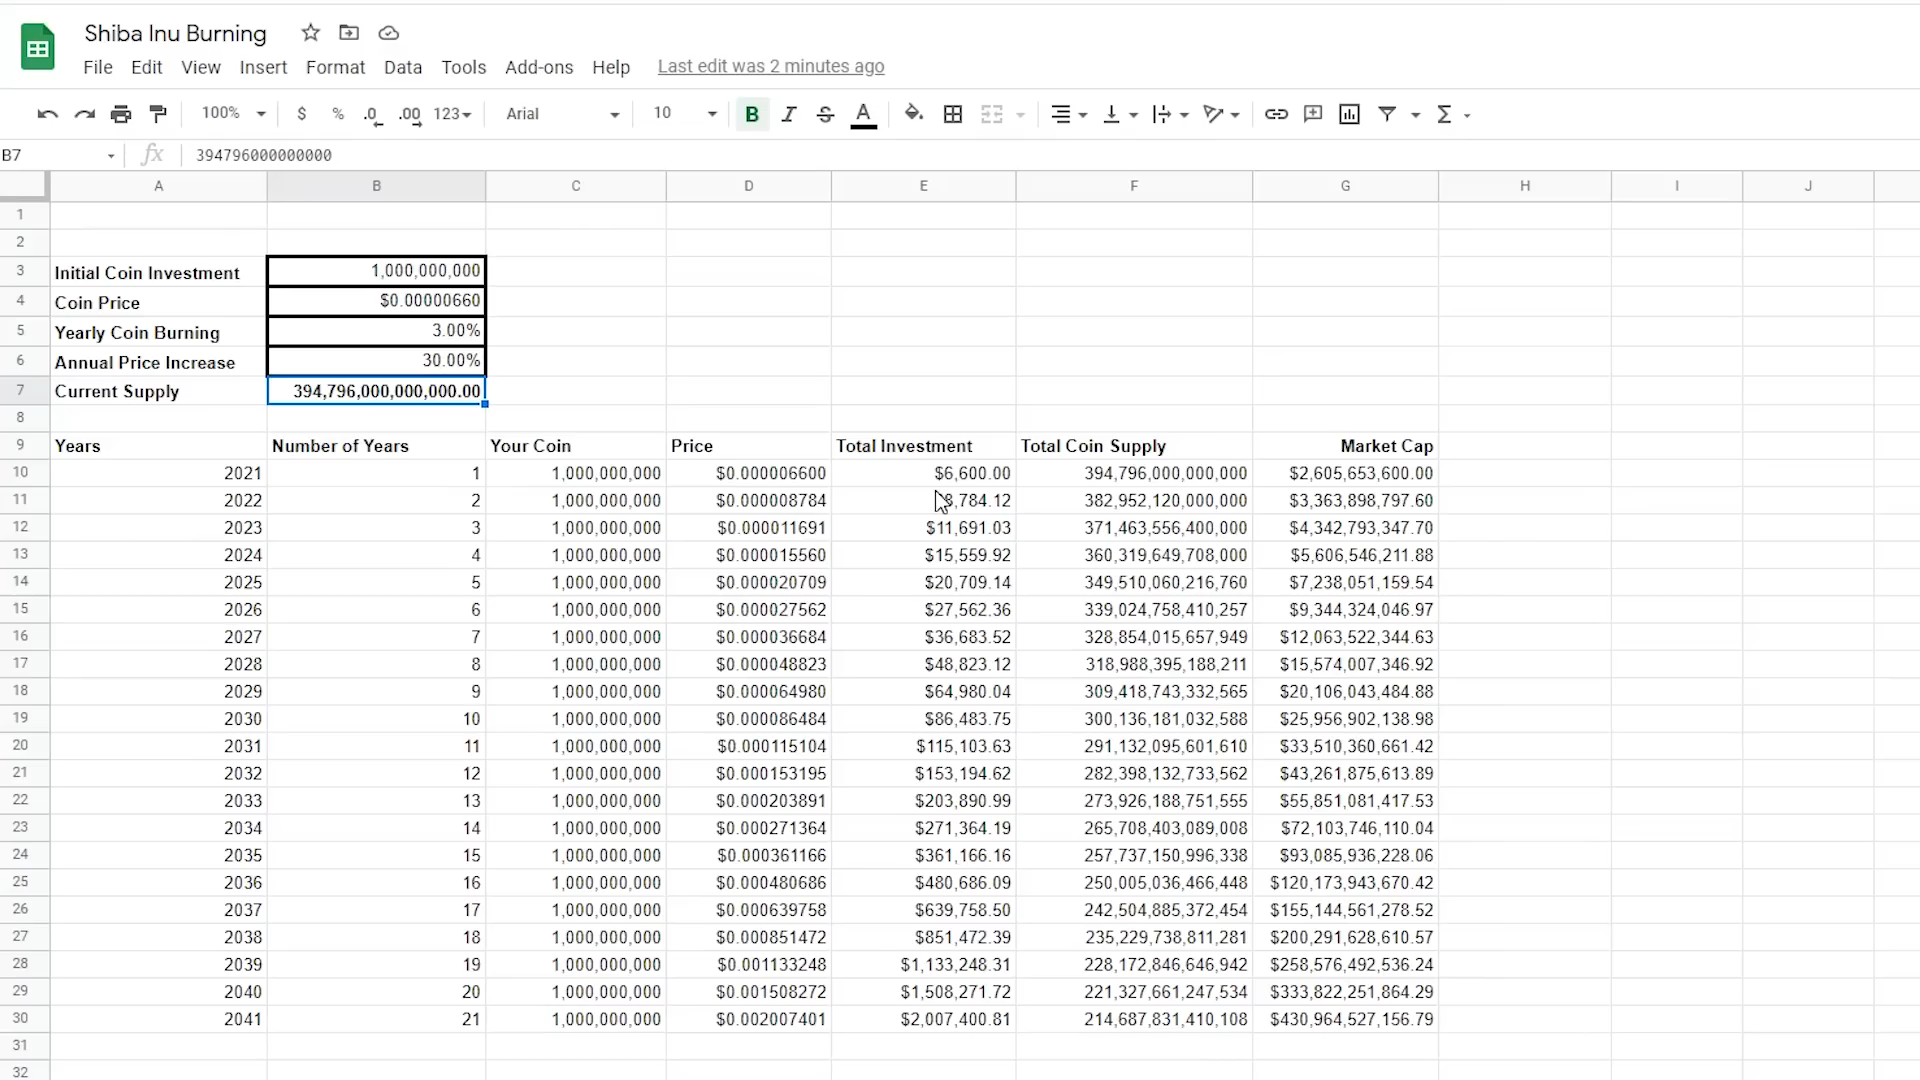 Shiba Inu Burning
File Edit View Insert Format Data Tools Add-ons Help Last edit was 2 minutes ago
100% $ % .0 .00 123 Arial 10 B I S A
B7 fx 394796000000000
A B C D E F G H I J
1
2
3 Initial Coin Investment 1,000,000,000
4 Coin Price $0.00000660
5 Yearly Coin Burning 3.00%
6 Annual Price Increase 30.00%
7 Current Supply 394,796,000,000,000.00
8
9 Years Number of Years Your Coin Price Total Investment Total Coin Supply Market Cap
10 2021 1 1,000,000,000 $0.000006600 $6,600.00 394,796,000,000,000 $2,605,653,600.00
11 2022 2 1,000,000,000 $0.000008784 8,784.12 382,952,120,000,000 $3,363,898,797.60
12 2023 3 1,000,000,000 $0.000011691 $11,691.03 371,463,556,400,000 $4,342,793,347.70
13 2024 4 1,000,000,000 $0.000015560 $15,559.92 360,319,649,708,000 $5,606,546,211.88
14 2025 5 1,000,000,000 $0.000020709 $20,709.14 349,510,060,216,760 $7,238,051,159.54
15 2026 6 1,000,000,000 $0.000027562 $27,562.36 339,024,758,410,257 $9,344,324,046.97
16 2027 7 1,000,000,000 $0.000036684 $36,683.52 328,854,015,657,949 $12,063,522,344.63
17 2028 8 1,000,000,000 $0.000048823 $48,823.12 318,988,395,188,211 $15,574,007,346.92
18 2029 9 1,000,000,000 $0.000064980 $64,980.04 309,418,743,332,565 $20,106,043,484.88
19 2030 10 1,000,000,000 $0.000086484 $86,483.75 300,136,181,032,588 $25,956,902,138.98
20 2031 11 1,000,000,000 $0.000115104 $115,103.63 291,132,095,601,610 $33,510,360,661.42
21 2032 12 1,000,000,000 $0.000153195 $153,194.62 282,398,132,733,562 $43,261,875,613.89
22 2033 13 1,000,000,000 $0.000203891 $203,890.99 273,926,188,751,555 $55,851,081,417.53
23 2034 14 1,000,000,000 $0.000271364 $271,364.19 265,708,403,089,008 $72,103,746,110.04
24 2035 15 1,000,000,000 $0.000361166 $361,166.16 257,737,150,996,338 $93,085,936,228.06
25 2036 16 1,000,000,000 $0.000480686 $480,686.09 250,005,036,466,448 $120,173,943,670.42
26 2037 17 1,000,000,000 $0.000639758 $639,758.50 242,504,885,372,454 $155,144,561,278.52
27 2038 18 1,000,000,000 $0.000851472 $851,472.39 235,229,738,811,281 $200,291,628,610.57
28 2039 19 1,000,000,000 $0.001133248 $1,133,248.31 228,172,846,646,942 $258,576,492,536.24
29 2040 20 1,000,000,000 $0.001508272 $1,508,271.72 221,327,661,247,534 $333,822,251,864.29
30 2041 21 1,000,000,000 $0.002007401 $2,007,400.81 214,687,831,410,108 $430,964,527,156.79
31
32